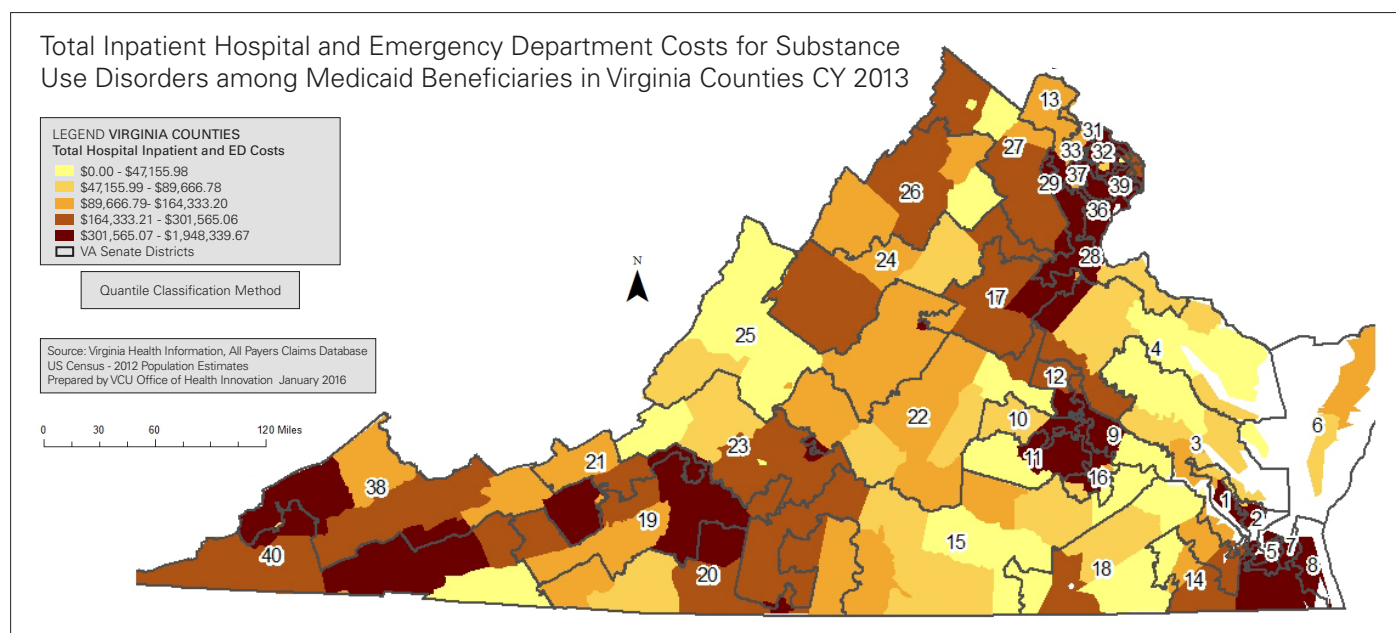 Total Inpatient Hospital and Emergency Department Costs for Substance
Use Disorders among Medicaid Beneficiaries in Virginia Counties CY 2013
LEGEND VIRGINIA COUNTIES
Total Hospital Inpatient and ED Costs
$0.00 - $47,155.98
$47,155.99 - $89,666.78
$89,666.79- $164,333.20
$164,333.21 - $301,565.06
$301,565.07 - $1,948,339.67
VA Senate Districts
Quantile Classification Method
Source: Virginia Health Information, All Payers Claims Database
US Census - 2012 Population Estimates
Prepared by VCU Office of Health Innovation January 2016
0 30 60 120 Miles
N
13
31
27
33
32
37
29
39
26
36
28
24
17
25
4
12
22
10
6
9
3
23
11
21
16
38
1
19
2
15
7
5
40
20
18
14
8